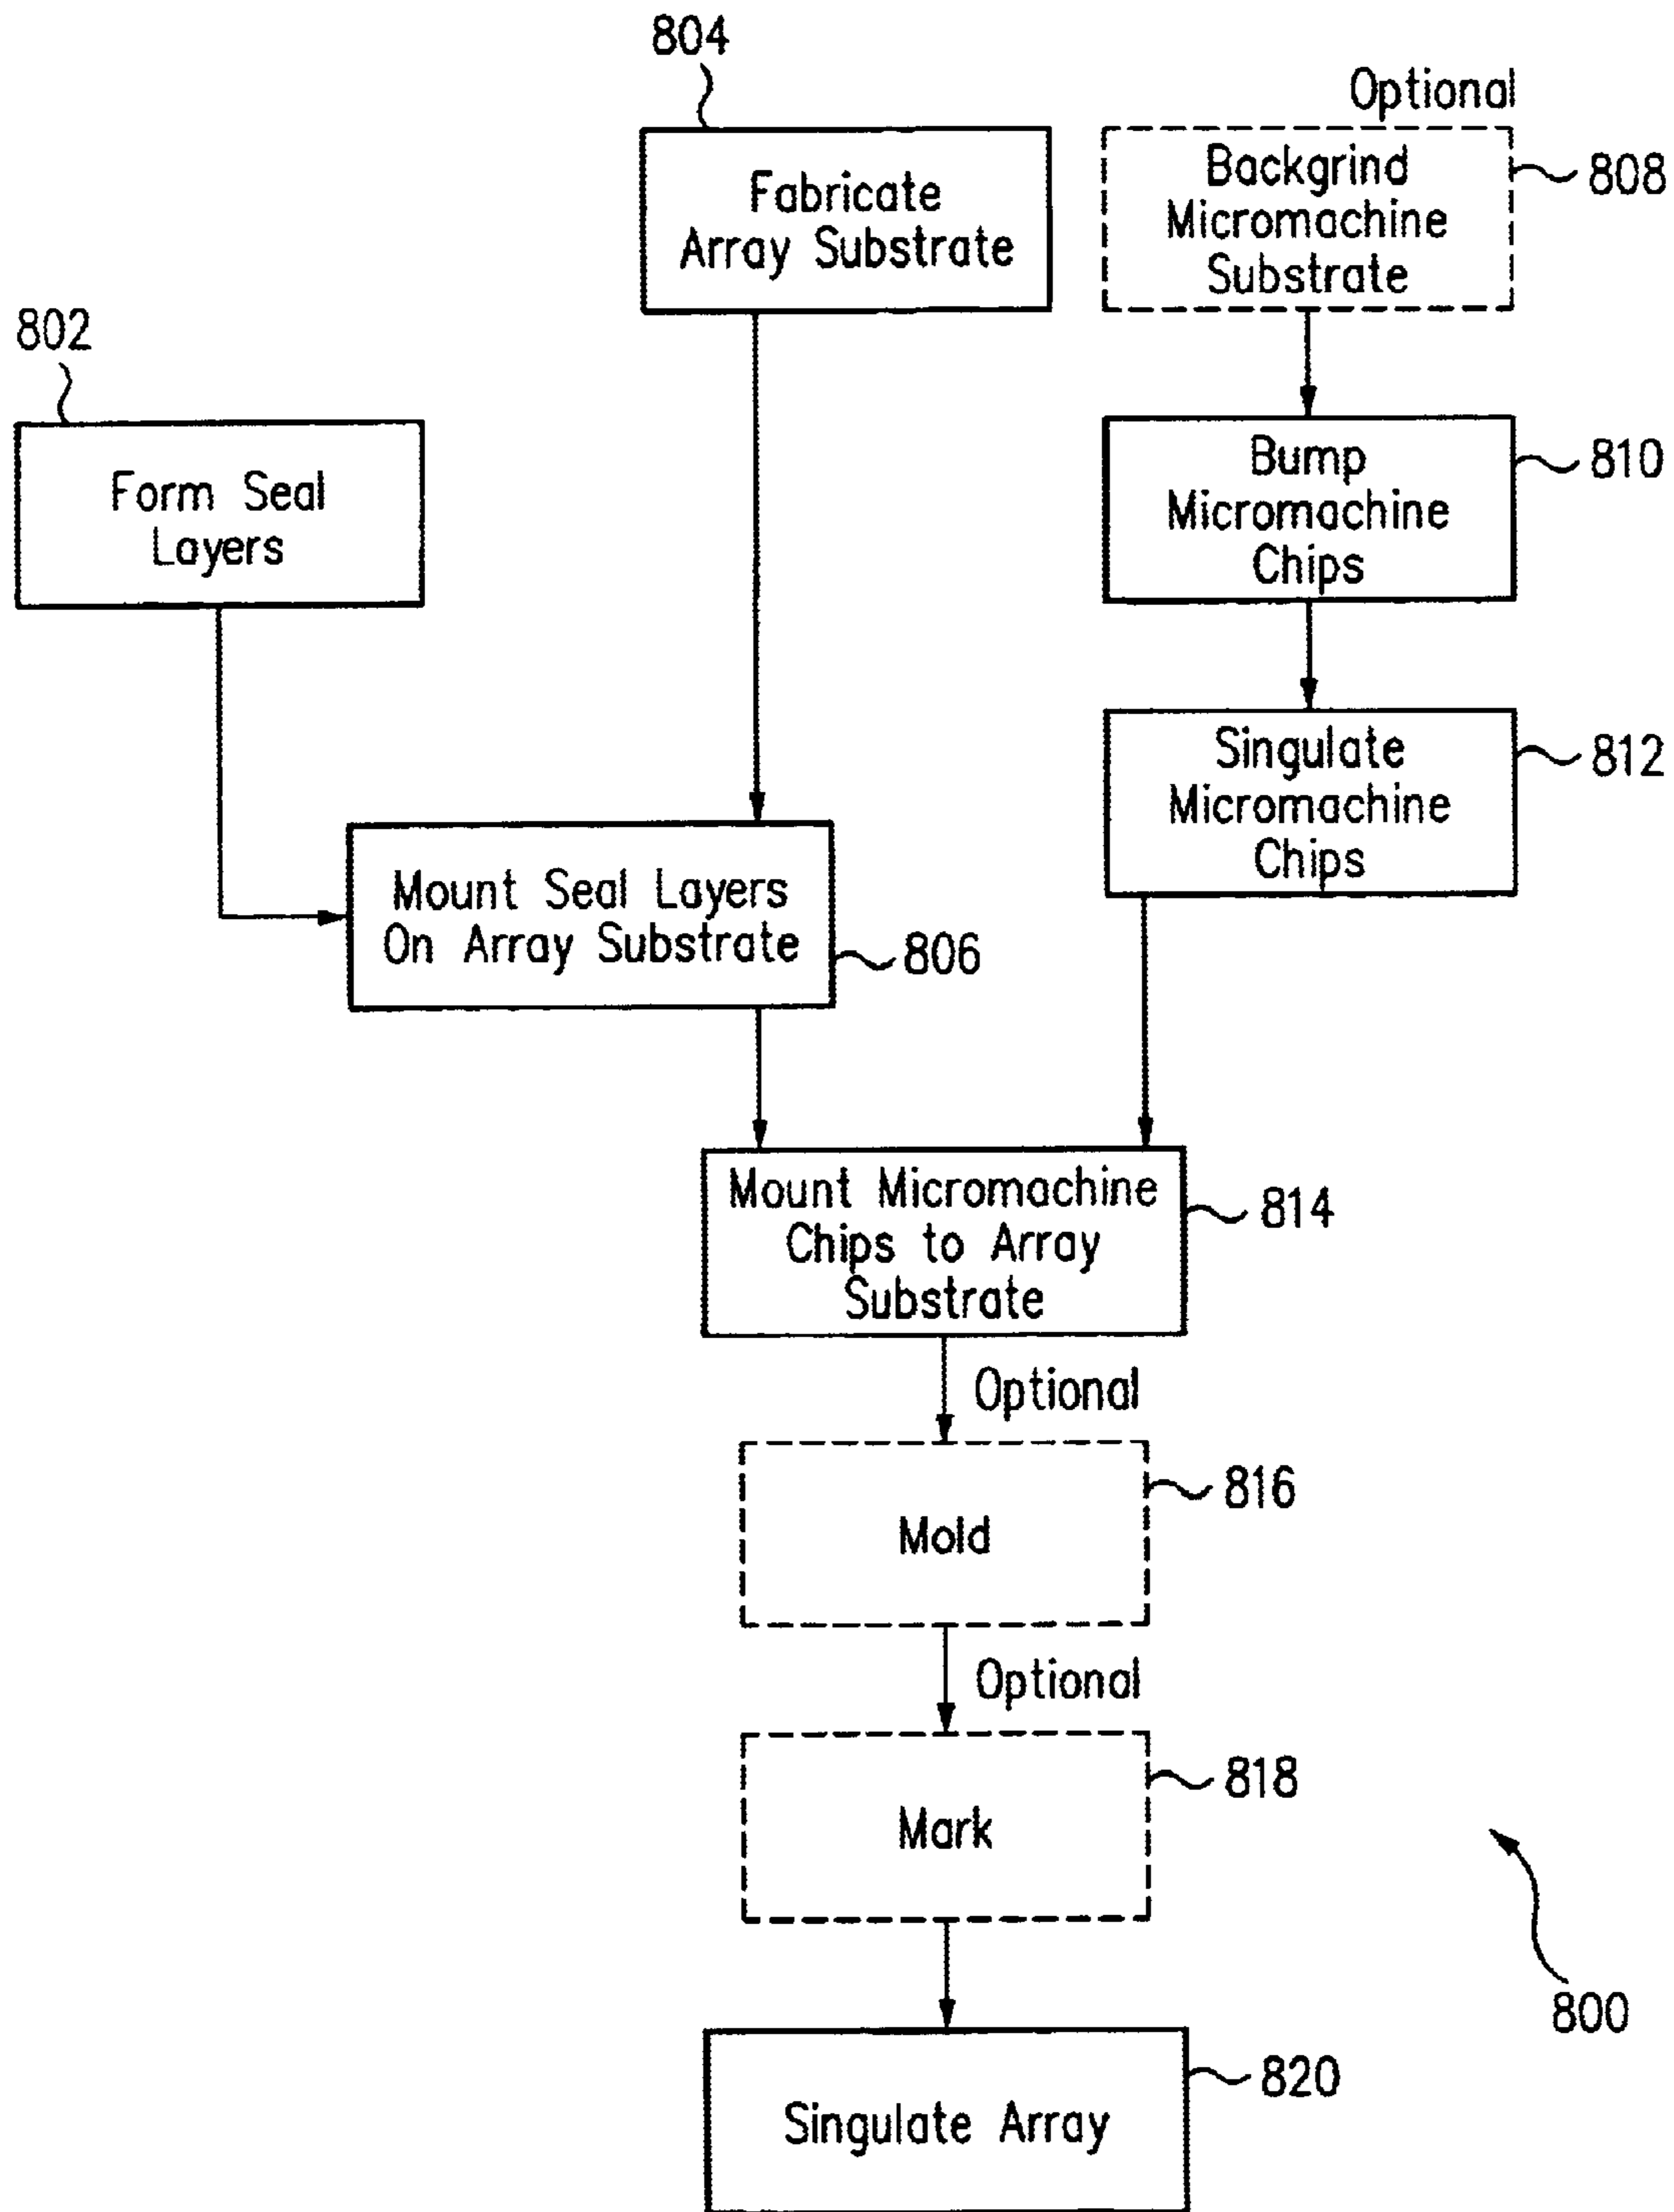 804
Optional
Fabricate
Array Substrate
Backgrind
Micromachine
Substrate
808
802
Form Seal
Layers
Bump
Micromachine
Chips
810
Singulate
Micromachine
Chips
812
Mount Seal Layers
On Array Substrate
806
Mount Micromachine
Chips to Array
Substrate
814
Optional
Mold
816
Optional
Mark
818
800
Singulate Array
820